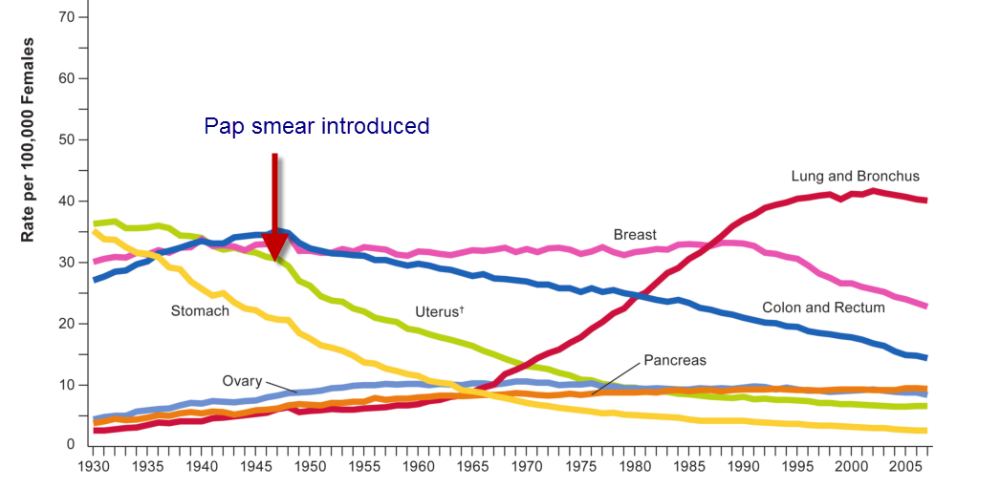 70
60
50
40
30
20
10
0
Rate per 100,000 Females
Pap smear introduced
Lung and Bronchus
Breast
Stomach
Uterus†
Colon and Rectum
Ovary
Pancreas
1930 1935 1940 1945 1950 1955 1960 1965 1970 1975 1980 1985 1990 1995 2000 2005